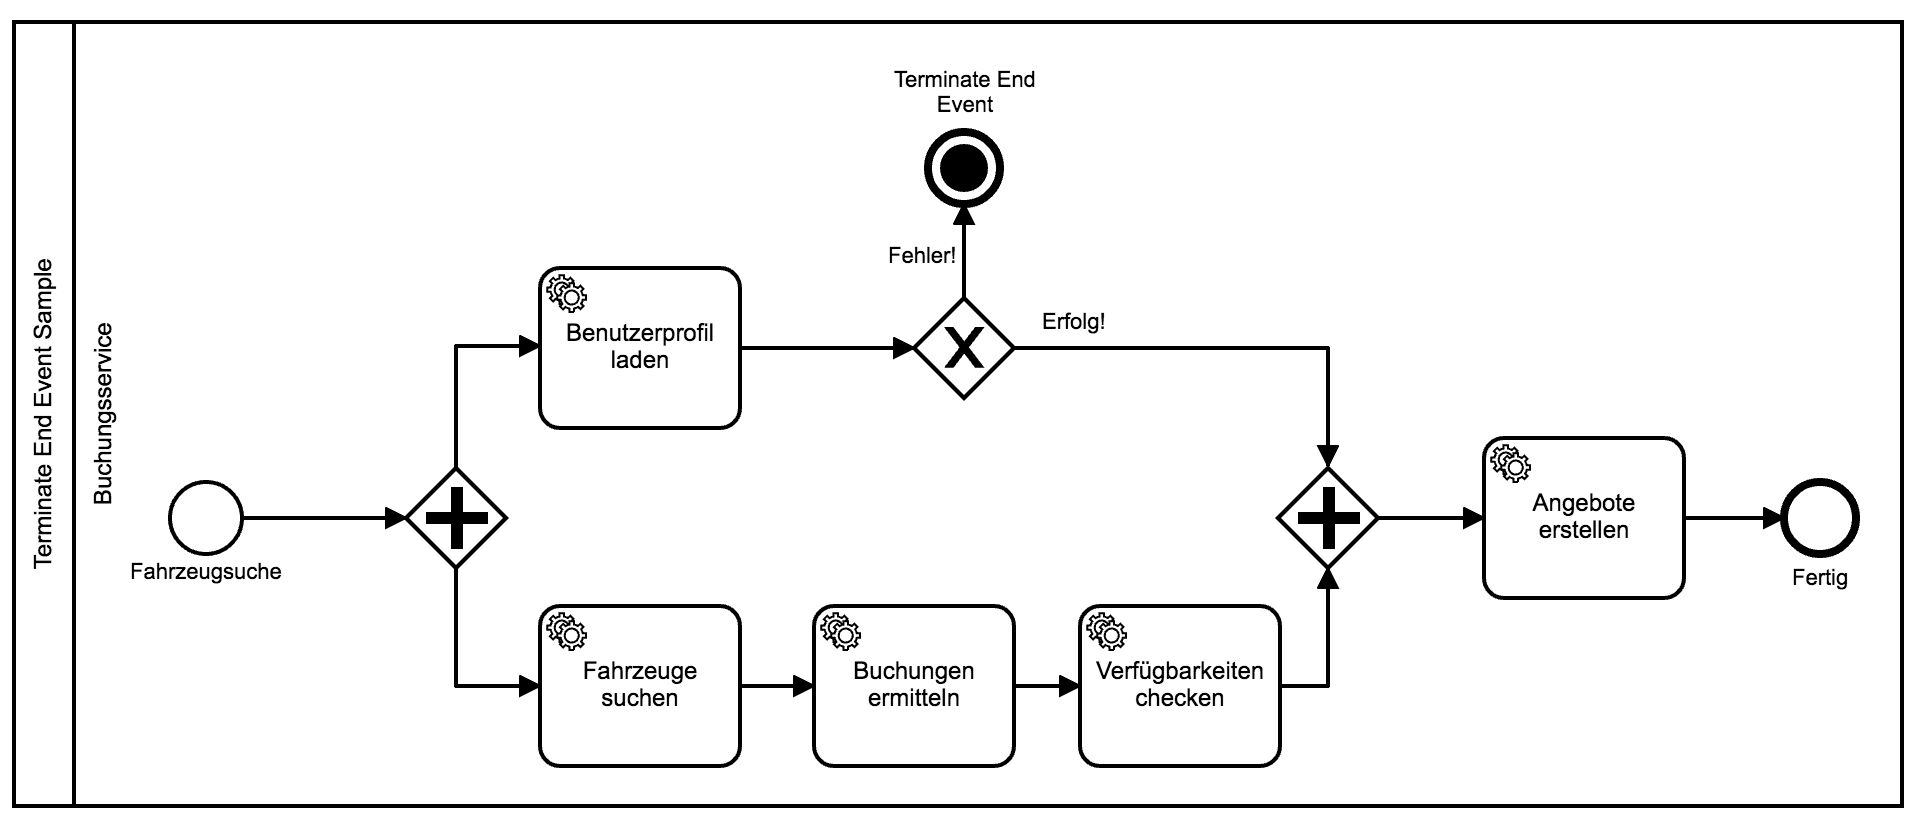 Terminate End Event Sample
Buchungsservice
Terminate End
Event
Fehler!
Erfolg!
Benutzerprofil
laden
Fahrzeugsuche
Angebote
erstellen
Fertig
Fahrzeuge
suchen
Buchungen
ermitteln
Verfügbarkeiten
checken